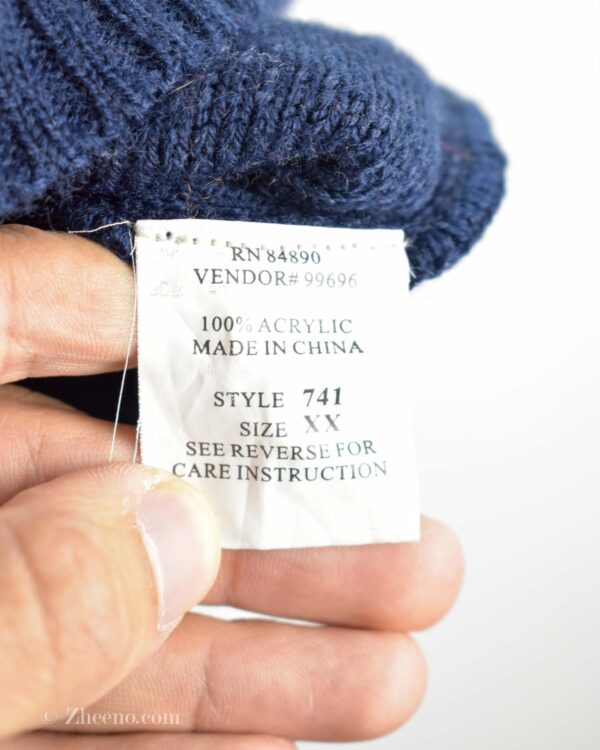 RN 84890
VENDOR# 99696
100% ACRYLIC
MADE IN CHINA
STYLE 741
SIZE XX
SEE REVERSE FOR
CARE INSTRUCTION
© Zheeno.com